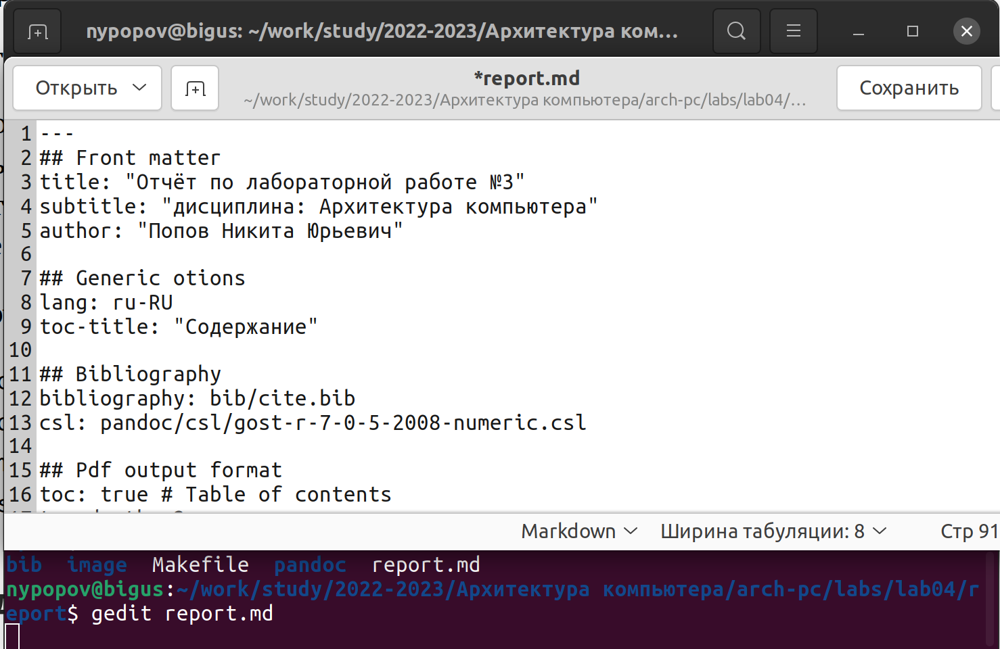 nypopov@bigus: ~/work/study/2022-2023/Архитектура ком...
Открыть
*report.md
~/work/study/2022-2023/Архитектура компьютера/arch-pc/labs/lab04/...
Сохранить
1 ---
2 ## Front matter
3 title: "Отчёт по лабораторной работе №3"
4 subtitle: "дисциплина: Архитектура компьютера"
5 author: "Попов Никита Юрьевич"
6
7 ## Generic otions
8 lang: ru-RU
9 toc-title: "Содержание"
10
11 ## Bibliography
12 bibliography: bib/cite.bib
13 csl: pandoc/csl/gost-r-7-0-5-2008-numeric.csl
14
15 ## Pdf output format
16 toc: true # Table of contents
Markdown Ширина табуляции: 8 Стр 91
bib image Makefile pandoc report.md
nypopov@bigus:~/work/study/2022-2023/Архитектура компьютера/arch-pc/labs/lab04/r
eport$ gedit report.md